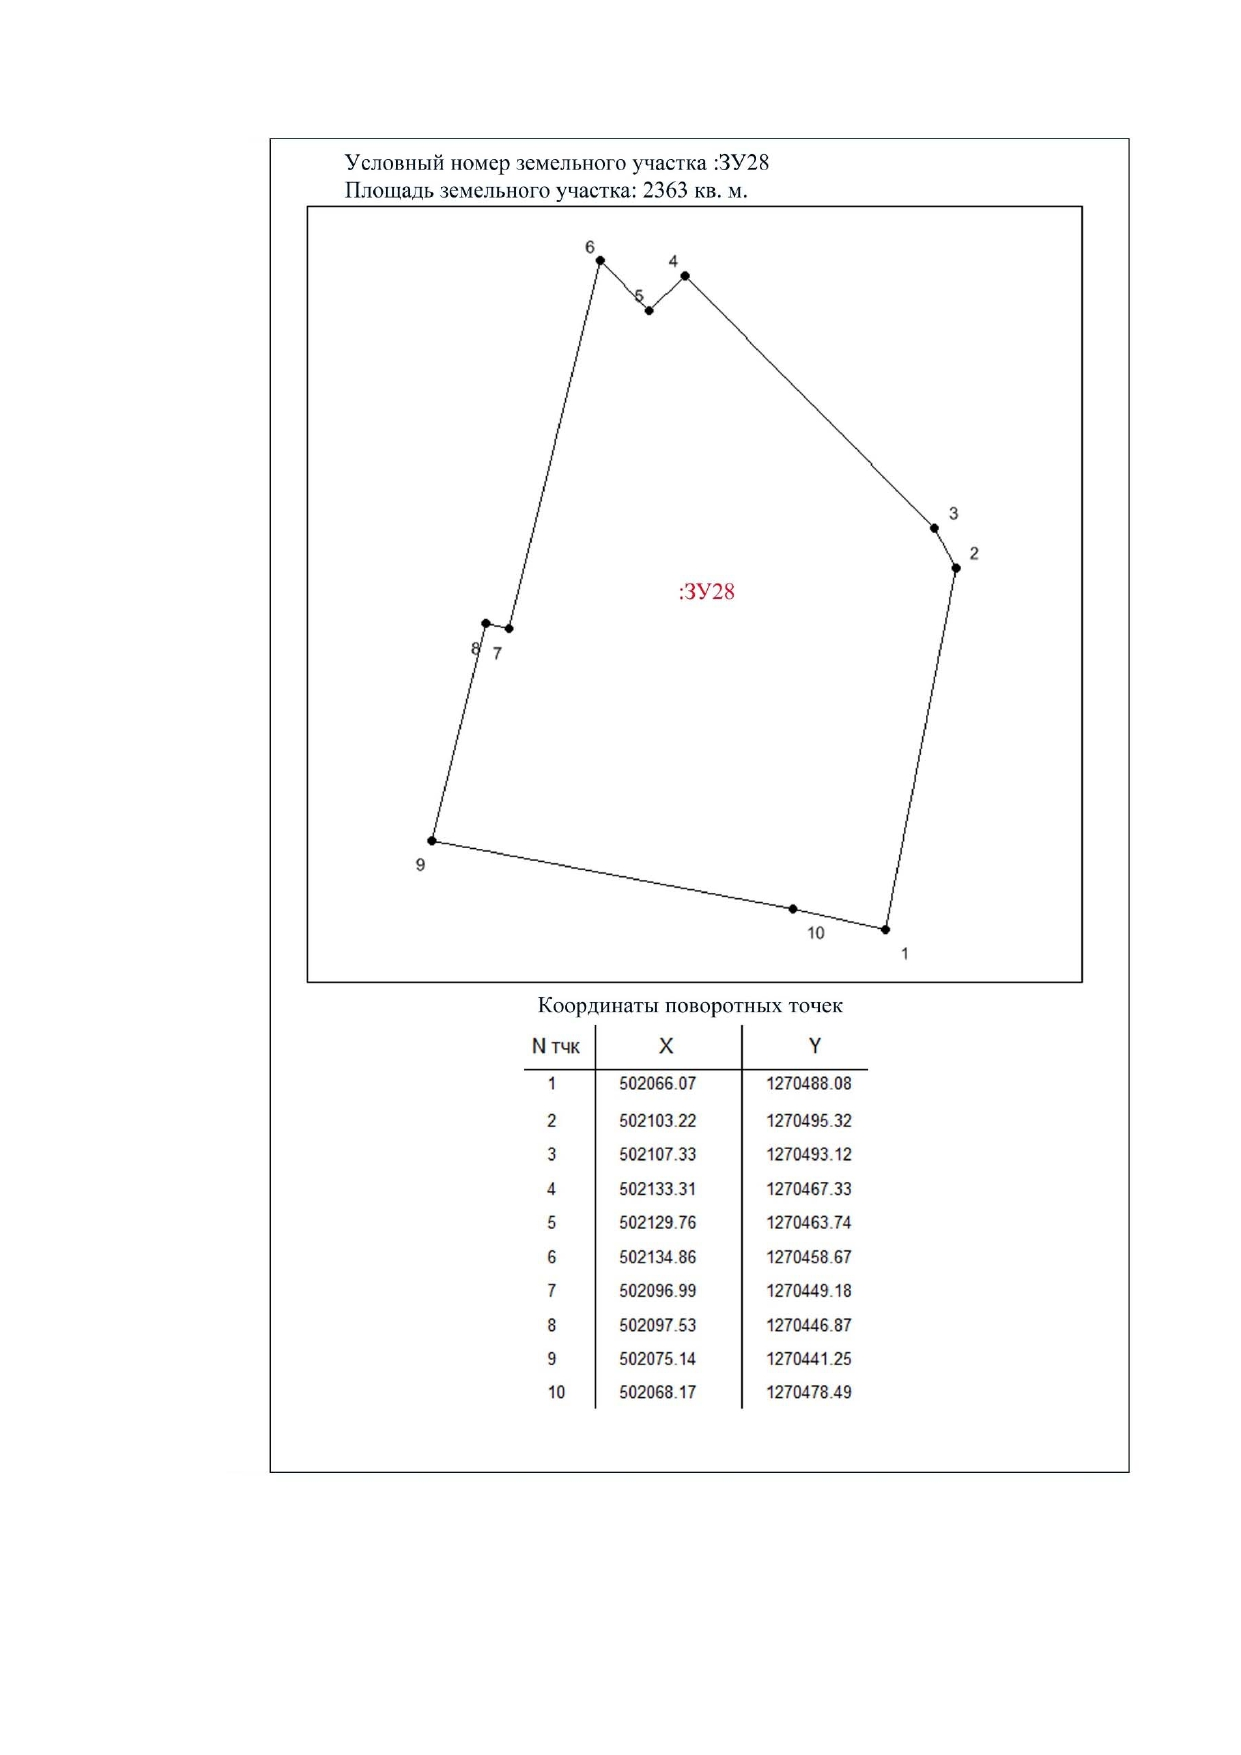 Условный номер земельного участка :ЗУ28
Площадь земельного участка: 2363 кв. м.
6
4
5
3
2
:ЗУ28
8
7
9
10
1
Координаты поворотных точек
N тчк X Y
1 502066.07 1270488.08
2 502103.22 1270495.32
3 502107.33 1270493.12
4 502133.31 1270467.33
5 502129.76 1270463.74
6 502134.86 1270458.67
7 502096.99 1270449.18
8 502097.53 1270446.87
9 502075.14 1270441.25
10 502068.17 1270478.49